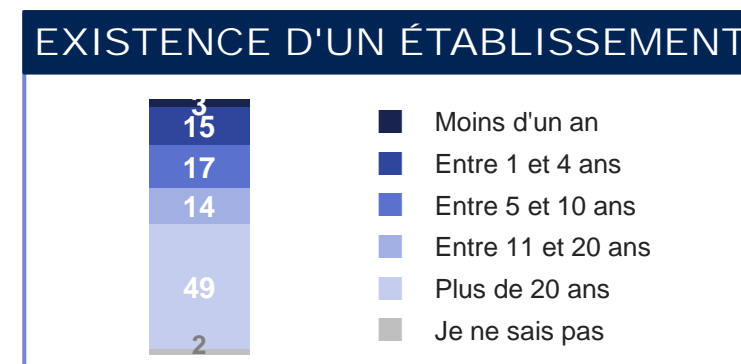 EXISTENCE D'UN ÉTABLISSEMENT
3
15
17
14
49
2
Moins d'un an
Entre 1 et 4 ans
Entre 5 et 10 ans
Entre 11 et 20 ans
Plus de 20 ans
Je ne sais pas